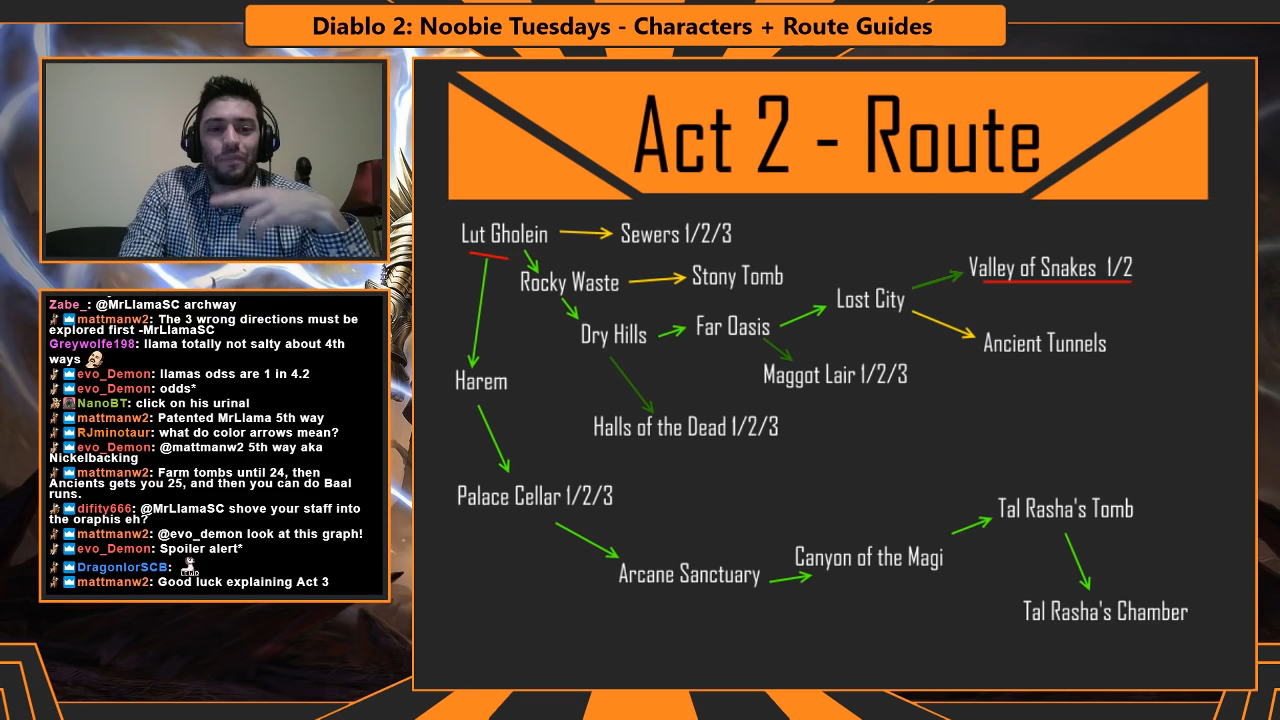 Diablo 2: Noobie Tuesdays - Characters + Route Guides
Act 2 - Route
Lut Gholein
Sewers 1/2/3
Rocky Waste
Stony Tomb
Valley of Snakes 1/2
Lost City
Dry Hills
Far Oasis
Ancient Tunnels
Harem
Maggot Lair 1/2/3
Halls of the Dead 1/2/3
Palace Cellar 1/2/3
Tal Rasha's Tomb
Canyon of the Magi
Arcane Sanctuary
Tal Rasha's Chamber
Zabe_: @MrLlamaSC archway
mattmanw2: The 3 wrong directions must be
explored first -MrLlamaSC
Greywolfe198: llama totally not salty about 4th
ways
evo_Demon: llamas odss are 1 in 4.2
evo_Demon: odds*
NanoBT: click on his urinal
mattmanw2: Patented MrLlama 5th way
RJminotaur: what do color arrows mean?
evo_Demon: @mattmanw2 5th way aka
Nickelbacking
mattmanw2: Farm tombs until 24, then
Ancients gets you 25, and then you can do Baal
runs.
difity666: @MrLlamaSC shove your staff into
the oraphis eh?
mattmanw2: @evo_demon look at this graph!
evo_Demon: Spoiler alert*
DragonlorSCB:
LEWD
mattmanw2: Good luck explaining Act 3